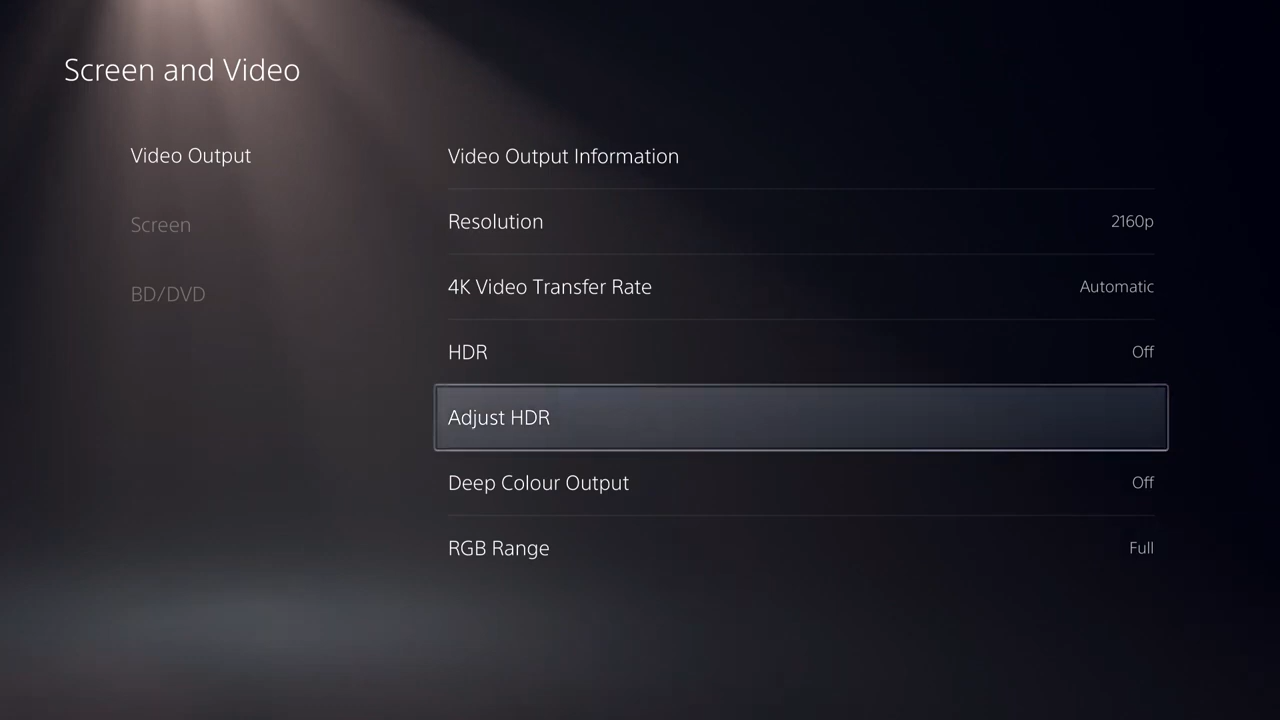 Screen and Video
Video Output
Screen
BD/DVD
Video Output Information
Resolution 2160p
4K Video Transfer Rate Automatic
HDR Off
Adjust HDR
Deep Colour Output Off
RGB Range Full